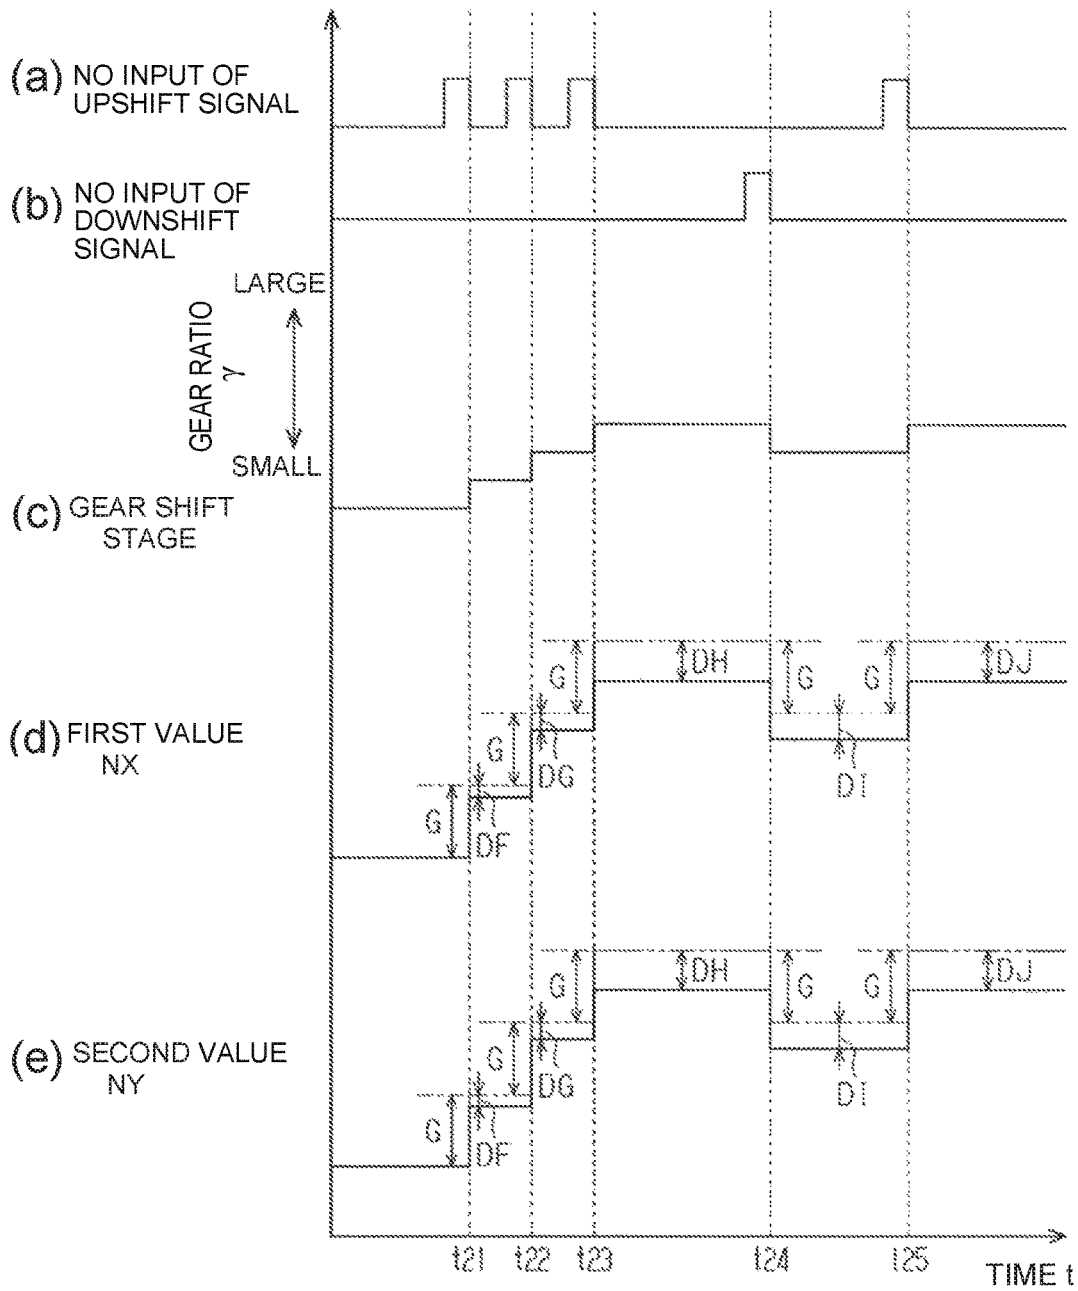 (a) NO INPUT OF
UPSHIFT SIGNAL
(b) NO INPUT OF
DOWNSHIFT
SIGNAL
LARGE
GEAR RATIO
γ
SMALL
(c) GEAR SHIFT
STAGE
G DH G G DJ
(d) FIRST VALUE
NX
G DG DI
G DF
G DH G G DJ
(e) SECOND VALUE
NY
G DG DI
G DF
t21 t22 t23 t24 t25
TIME t